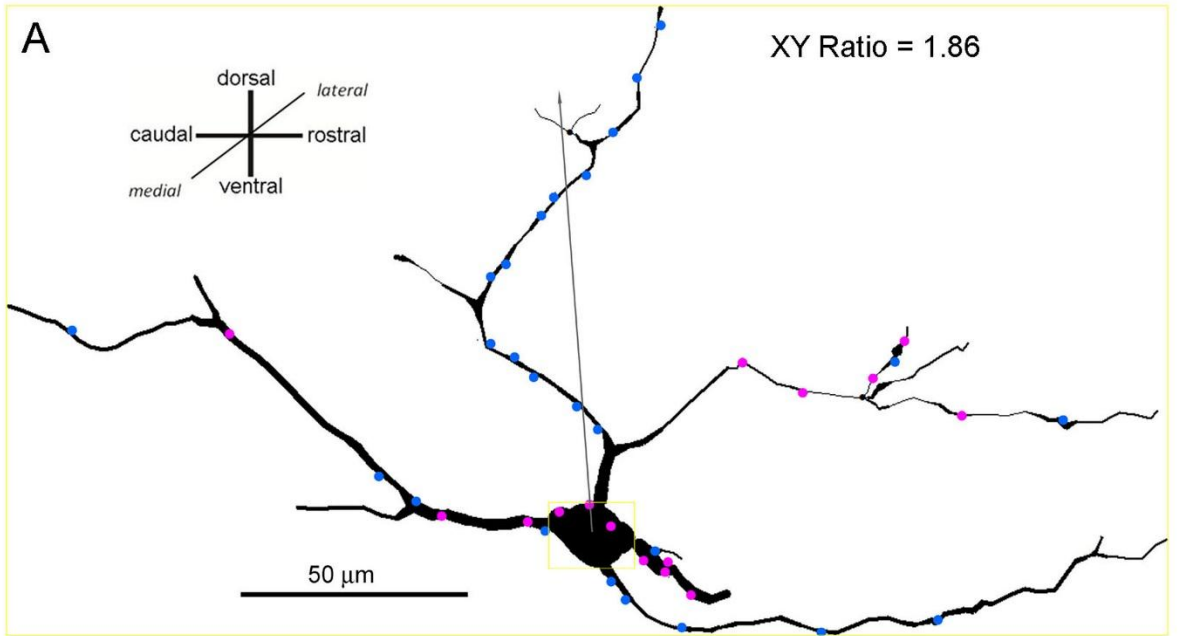 A
XY Ratio = 1.86
dorsal
lateral
caudal
rostral
medial
ventral
50 μm